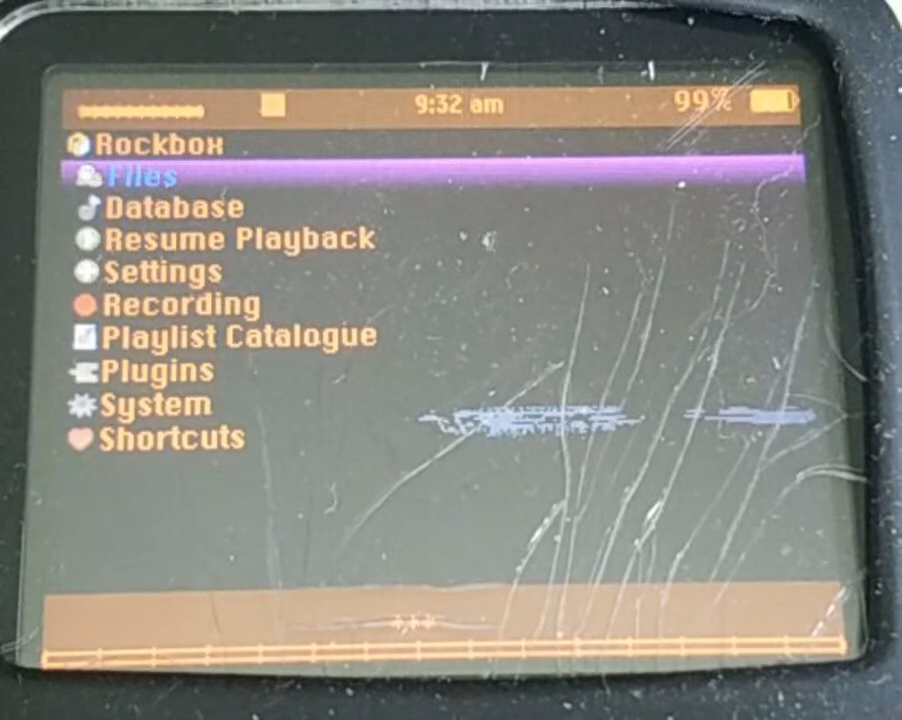 9:32 am 99%
Rockbox
Files
Database
Resume Playback
Settings
Recording
Playlist Catalogue
Plugins
System
Shortcuts